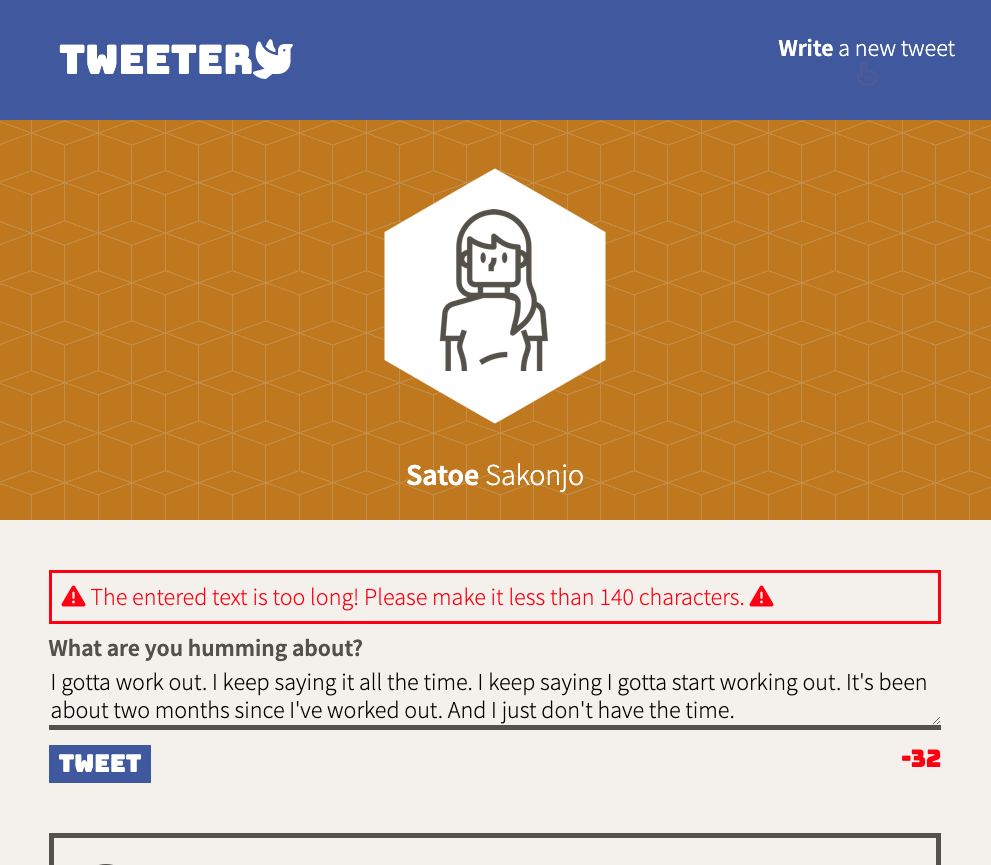 TWEETER
Write a new tweet
Satoe Sakonjo
The entered text is too long! Please make it less than 140 characters.
What are you humming about?
I gotta work out. I keep saying it all the time. I keep saying I gotta start working out. It's been
about two months since I've worked out. And I just don't have the time.
TWEET
-32